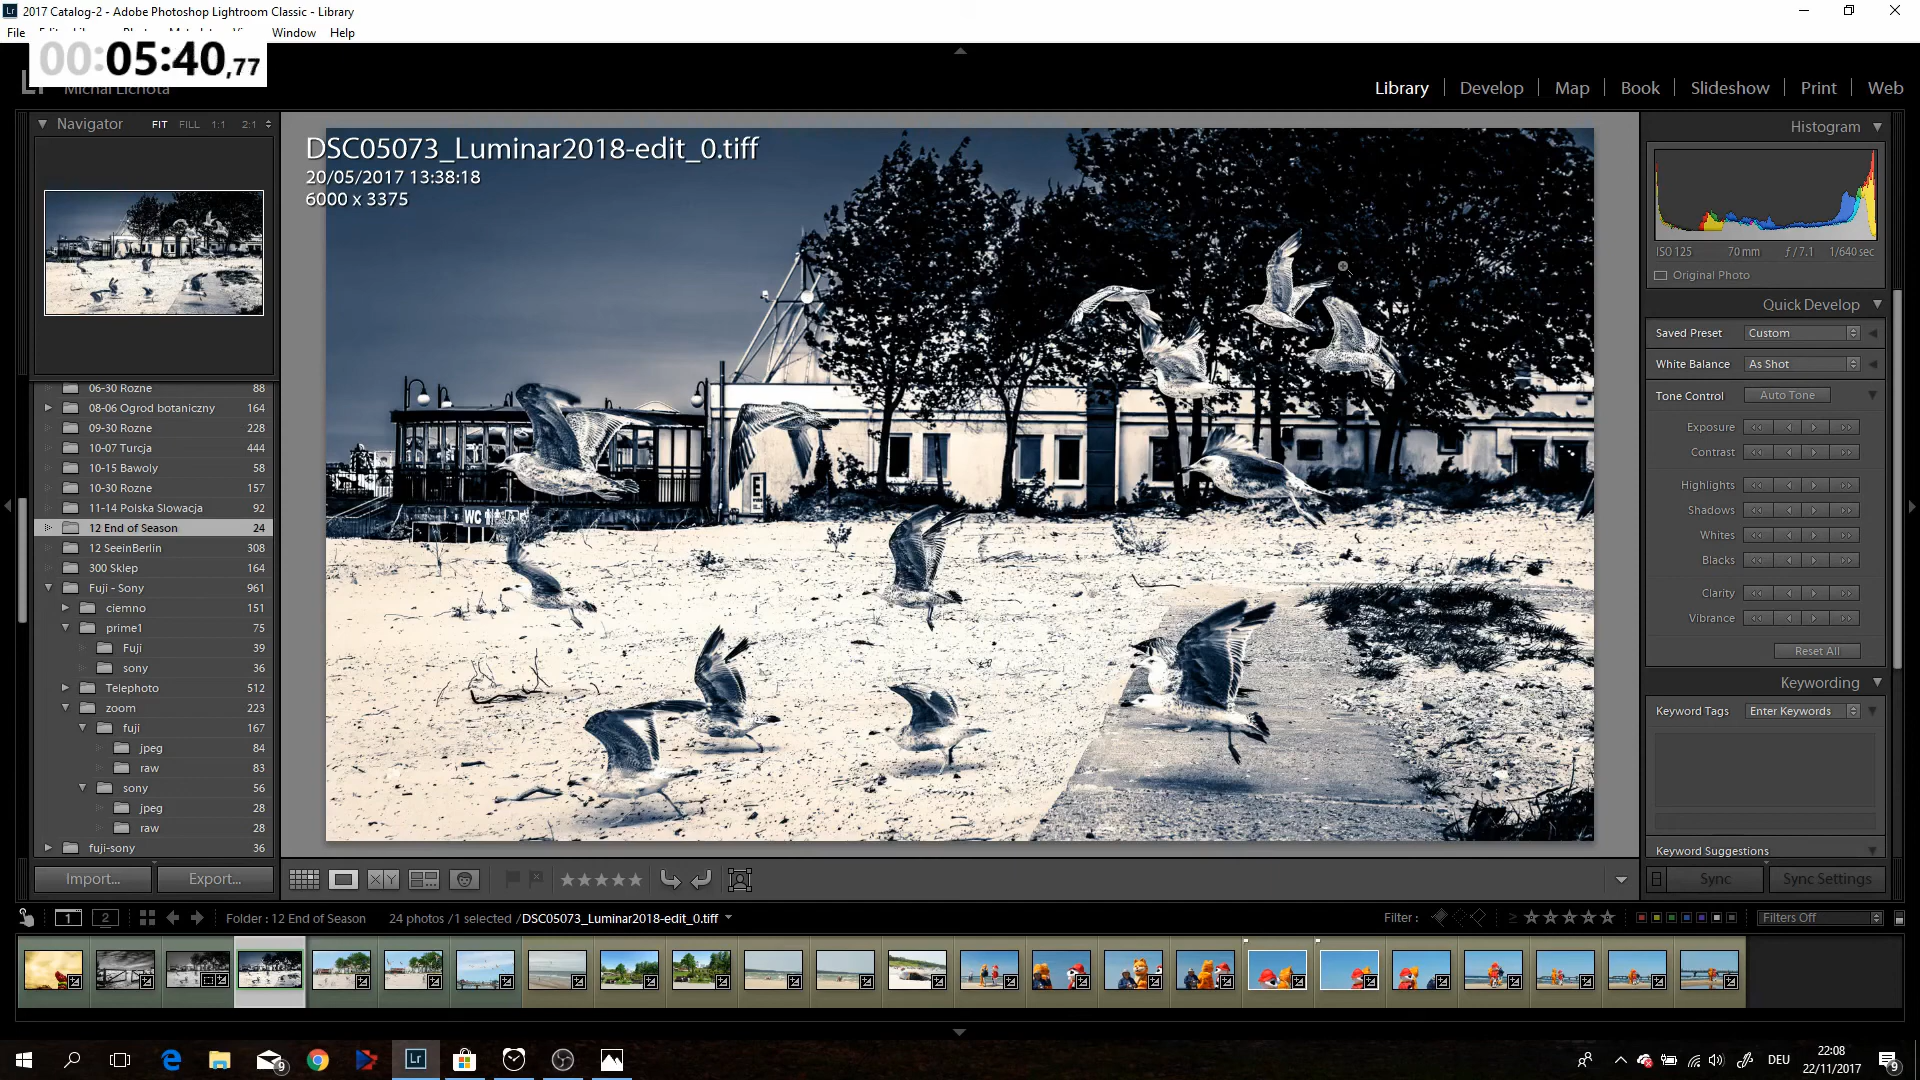 2017 Catalog-2 - Adobe Photoshop Lightroom Classic - Library
File
Window Help
00:05:40,77
Michal Lichota
Library Develop Map Book Slideshow Print Web
Navigator FIT FILL 1:1 2:1
DSC05073_Luminar2018-edit_0.tiff
20/05/2017 13:38:18
6000 x 3375
WC
06-30 Rozne 88
08-06 Ogrod botaniczny 164
09-30 Rozne 228
10-07 Turcja 444
10-15 Bawoly 58
10-30 Rozne 157
11-14 Polska Slowacja 92
12 End of Season 24
12 SeeinBerlin 308
300 Sklep 164
Fuji - Sony 961
ciemno 151
prime1 75
Fuji 39
sony 36
Telephoto 512
zoom 223
fuji 167
jpeg 84
raw 83
sony 56
jpeg 28
raw 28
fuji-sony 36
Import... Export...
Histogram
ISO 125 70 mm ƒ / 7.1 1/640 sec
Original Photo
Quick Develop
Saved Preset Custom
White Balance As Shot
Tone Control Auto Tone
Exposure
Contrast
Highlights
Shadows
Whites
Blacks
Clarity
Vibrance
Reset All
Keywording
Keyword Tags Enter Keywords
Keyword Suggestions
Sync Sync Settings
XY
1 2 Folder : 12 End of Season 24 photos / 1 selected / DSC05073_Luminar2018-edit_0.tiff Filter : ≥ Filters Off
Lr
9
DEU
22:08
22/11/2017
9